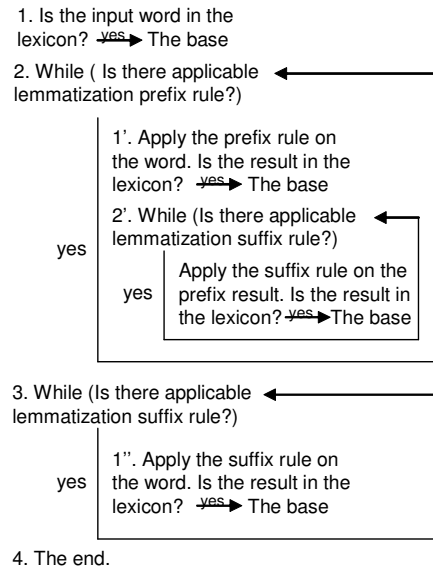 1. Is the input word in the
lexicon? yes The base
2. While ( Is there applicable
lemmatization prefix rule?)
1’. Apply the prefix rule on
the word. Is the result in the
lexicon? yes The base
2’. While (Is there applicable
lemmatization suffix rule?)
yes
Apply the suffix rule on the
yes
prefix result. Is the result in
the lexicon? yes The base
3. While (Is there applicable
lemmatization suffix rule?)
1’’. Apply the suffix rule on
yes
the word. Is the result in the
lexicon? yes The base
4. The end.